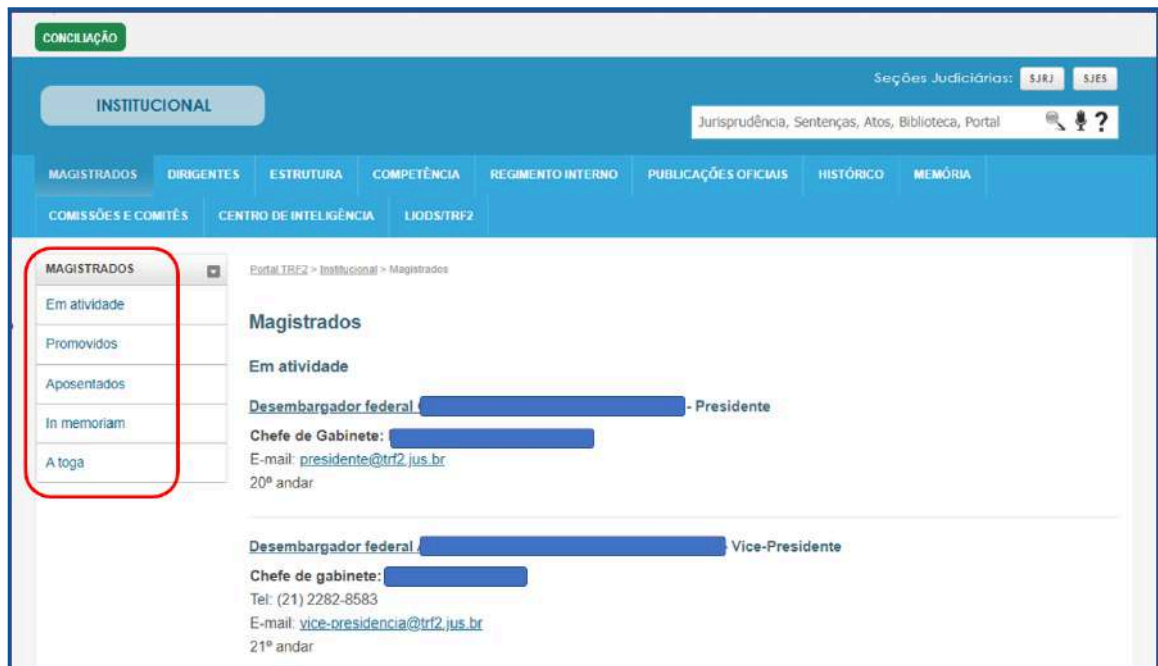 CONCILIAÇÃO
Seções Judiciárias: SJRJ SJES
INSTITUCIONAL
Jurisprudência, Sentenças, Atos, Biblioteca, Portal ?
MAGISTRADOS DIRIGENTES ESTRUTURA COMPETÊNCIA REGIMENTO INTERNO PUBLICAÇÕES OFICIAIS HISTÓRICO MEMÓRIA
COMISSÕES E COMITÊS CENTRO DE INTELIGÊNCIA LIODS/TRF2
MAGISTRADOS
Em atividade
Promovidos
Aposentados
In memoriam
A toga
Portal TRF2 > Institucional > Magistrados
Magistrados
Em atividade
Desembargador federal - Presidente
Chefe de Gabinete:
E-mail: presidente@trf2.jus.br
20º andar
Desembargador federal - Vice-Presidente
Chefe de gabinete:
Tel: (21) 2282-8583
E-mail: vice-presidencia@trf2.jus.br
21º andar